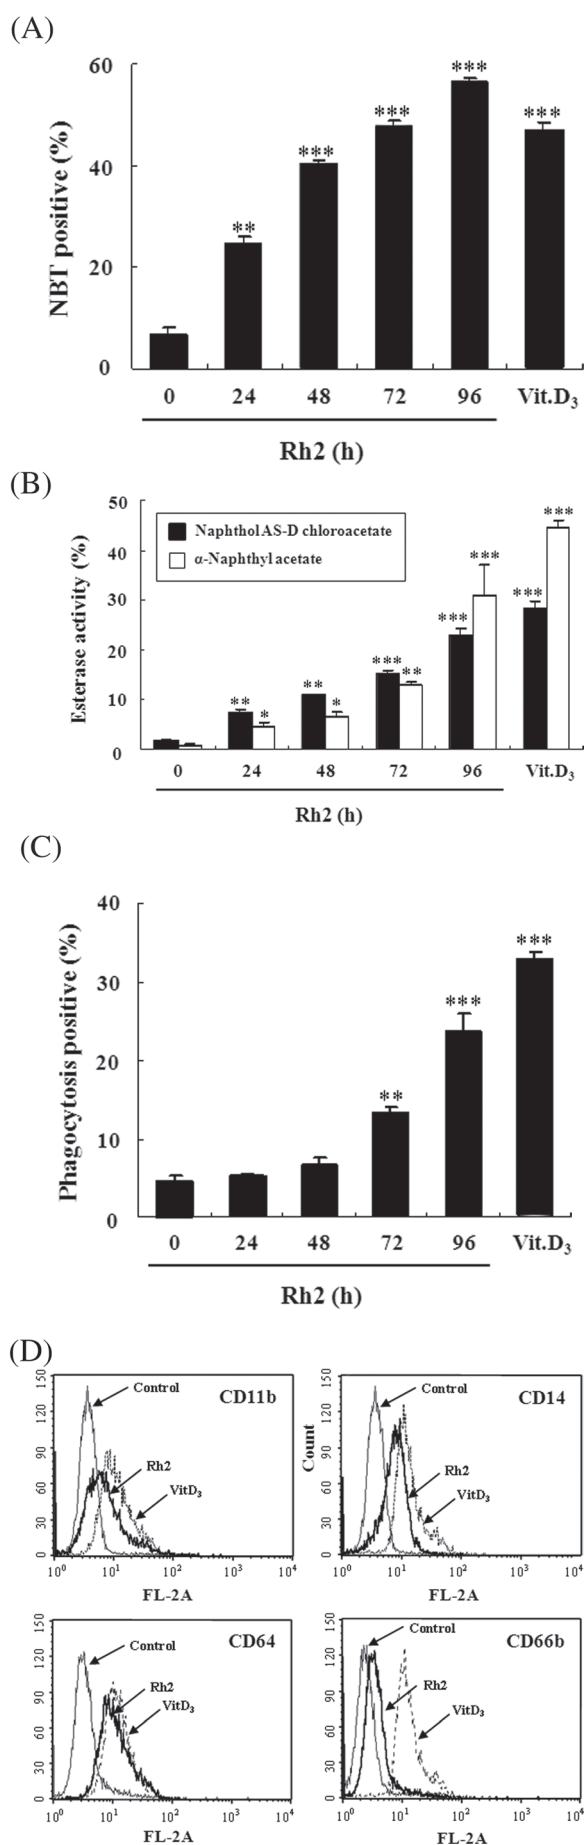 (A)
60
40
20
0
NBT positive (%)
** *** *** *** ***
0 24 48 72 96 Vit.D3
Rh2 (h)
(B)
50
40
30
20
10
0
Esterase activity (%)
Naphthol AS-D chloroacetate
α-Naphthyl acetate
** * ** * *** ** *** *** *** ***
0 24 48 72 96 Vit.D3
Rh2 (h)
(C)
40
30
20
10
0
Phagocytosis positive (%)
** *** ***
0 24 48 72 96 Vit.D3
Rh2 (h)
(D)
150
120
90
60
30
0
Control
CD11b
Rh2
VitD3
10^0 10^1 10^2 10^3 10^4
FL-2A
Count
150
120
90
60
30
0
Control
CD14
Rh2
VitD3
10^0 10^1 10^2 10^3 10^4
FL-2A
150
120
90
60
30
0
Control
CD64
Rh2
VitD3
10^0 10^1 10^2 10^3 10^4
FL-2A
150
120
90
60
30
0
Control
CD66b
Rh2
VitD3
10^0 10^1 10^2 10^3 10^4
FL-2A